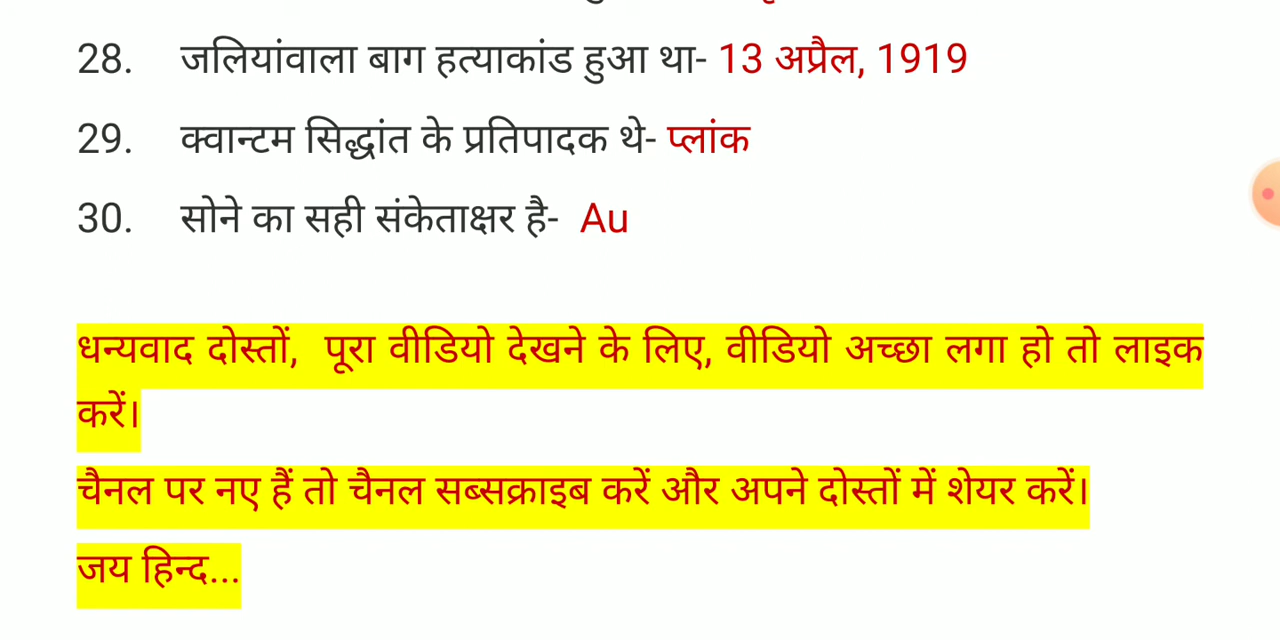 28. जलियांवाला बाग हत्याकांड हुआ था- 13 अप्रैल, 1919
29. क्वान्टम सिद्धांत के प्रतिपादक थे- प्लांक
30. सोने का सही संकेताक्षर है- Au
धन्यवाद दोस्तों, पूरा वीडियो देखने के लिए, वीडियो अच्छा लगा हो तो लाइक
करें।
चैनल पर नए हैं तो चैनल सब्सक्राइब करें और अपने दोस्तों में शेयर करें।
जय हिन्द...